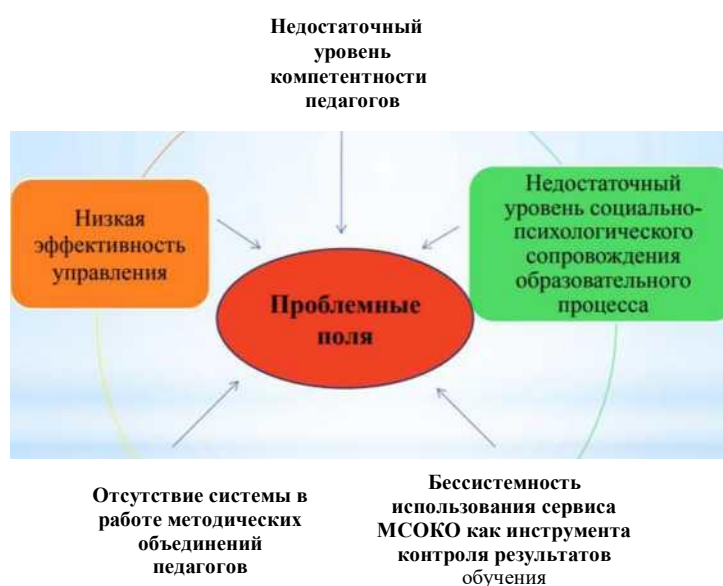 Недостаточный
уровень
компетентности
педагогов
Низкая
эффективность
управления
Недостаточный
уровень социально-
психологического
сопровождения
образовательного
процесса
Проблемные
поля
Отсутствие системы в
работе методических
объединений
педагогов
Бессистемность
использования сервиса
МСОКО как инструмента
контроля результатов
обучения